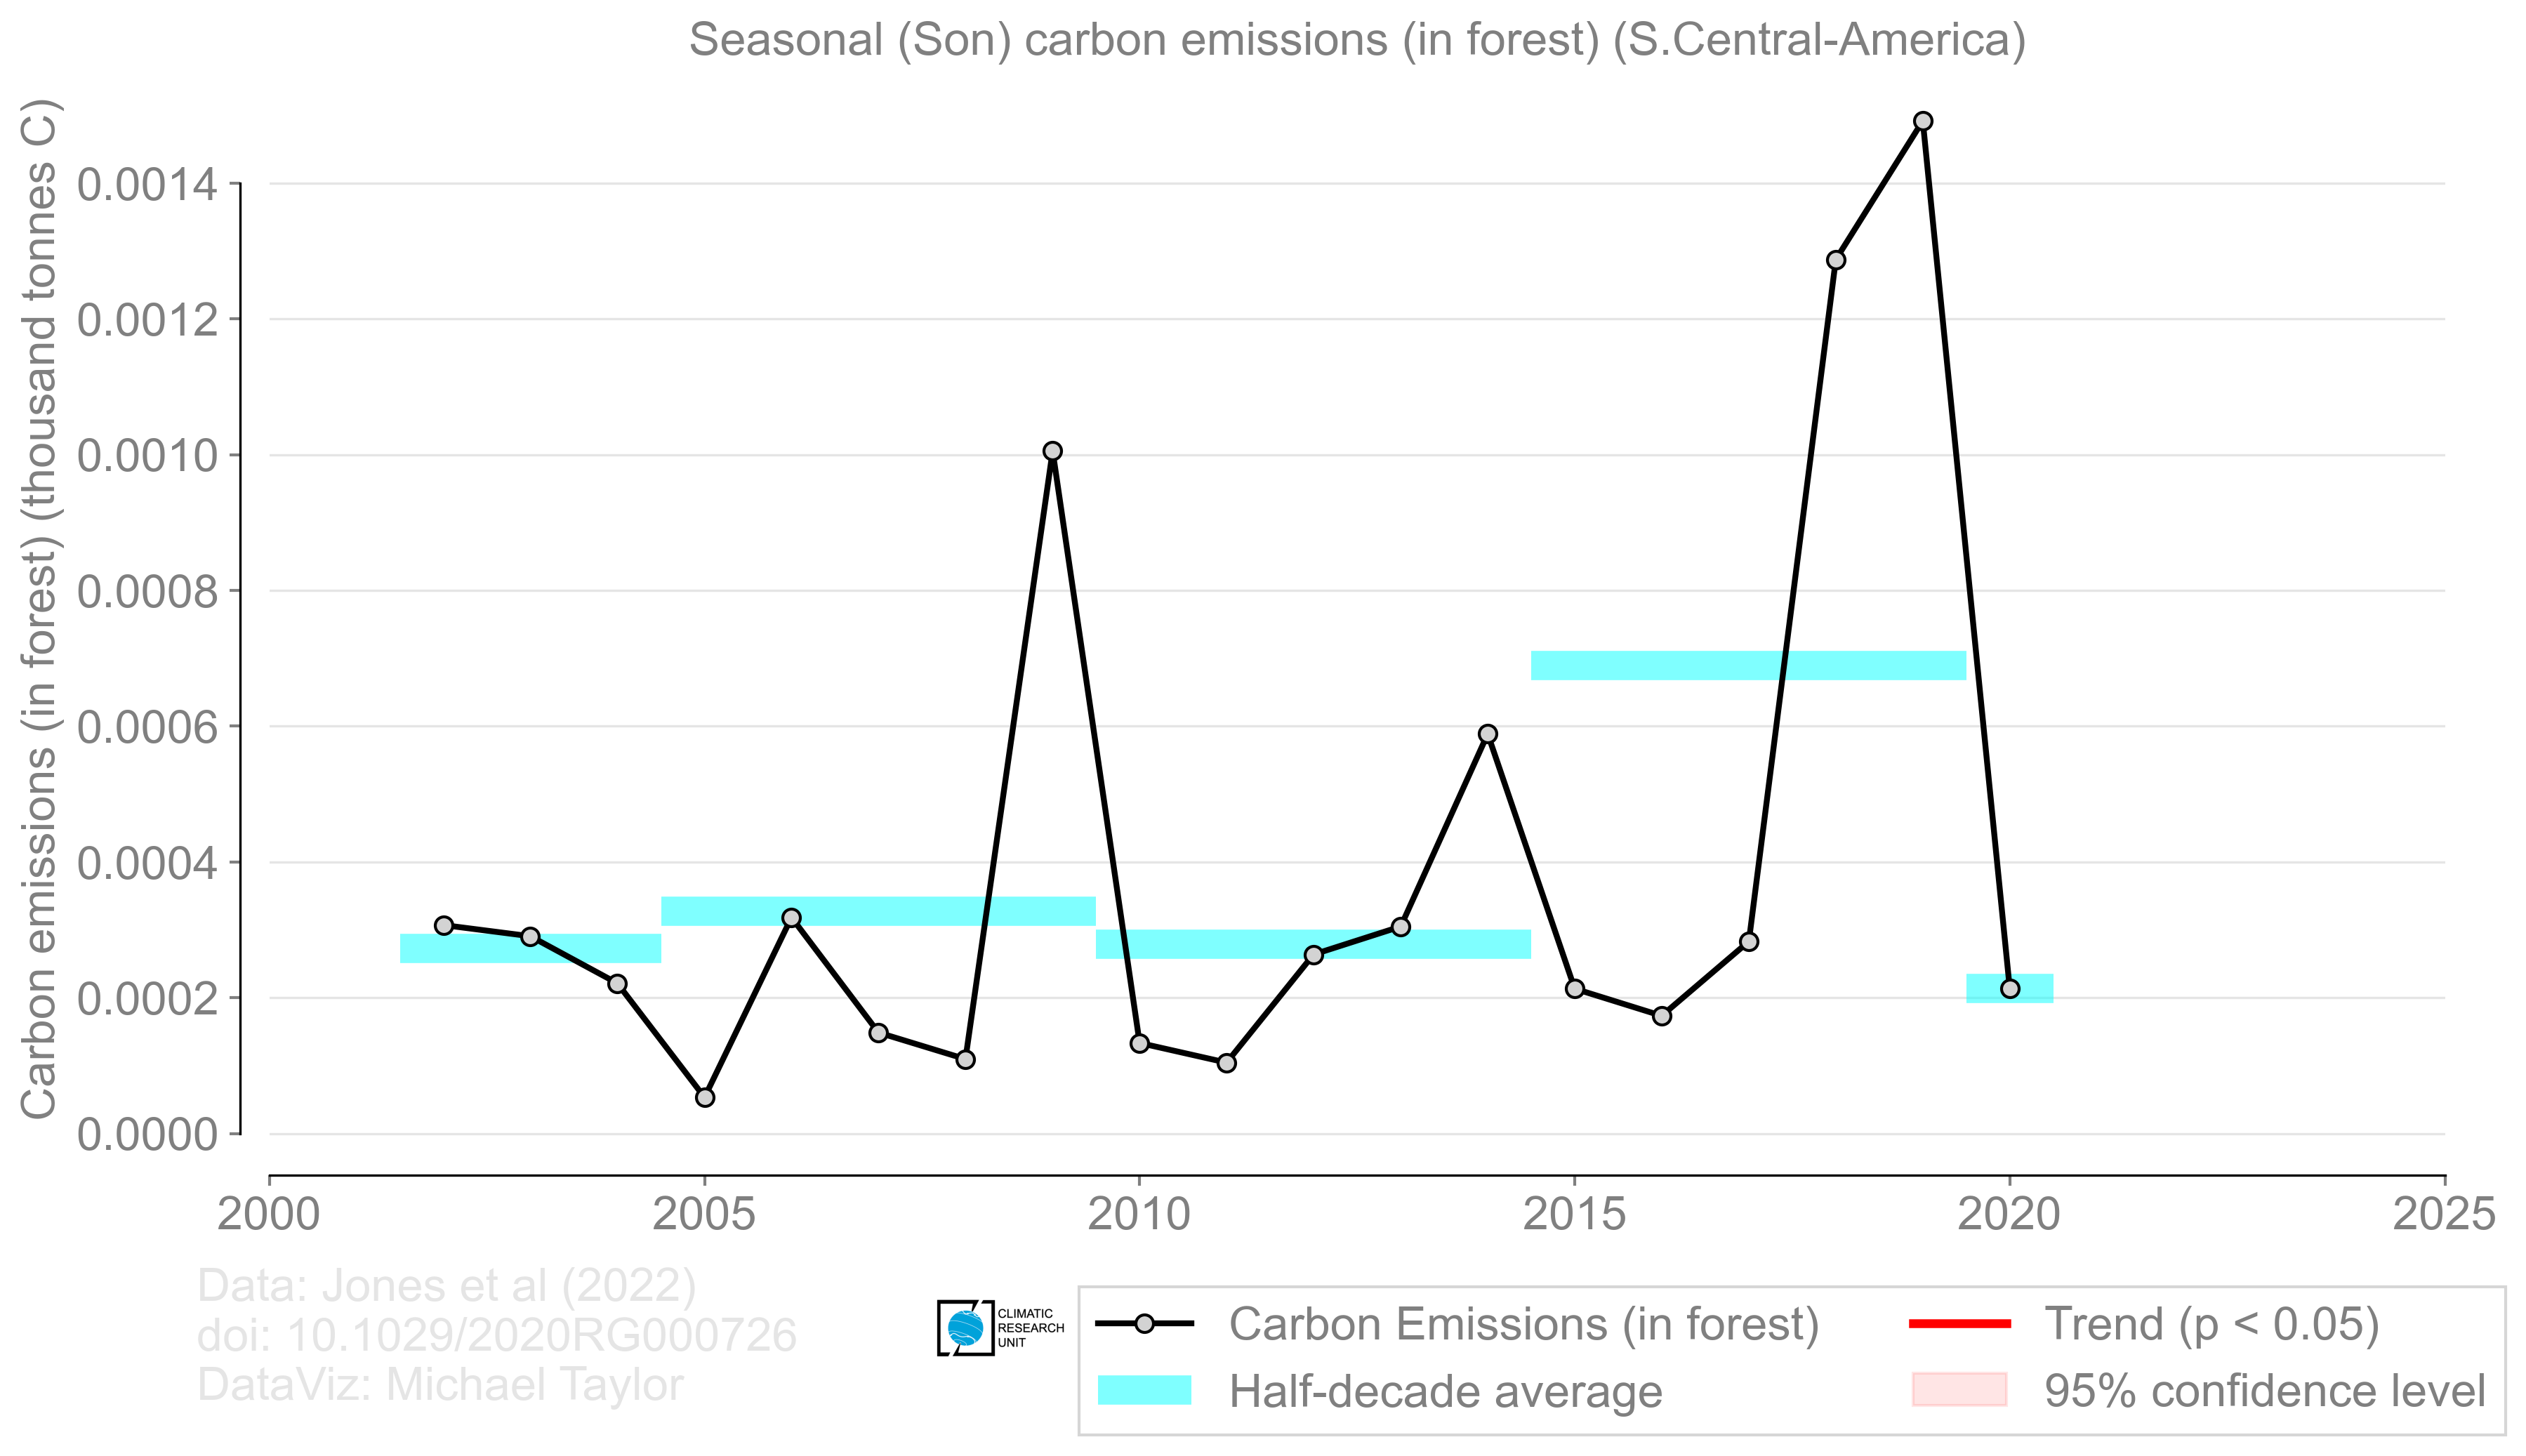 Seasonal (Son) carbon emissions (in forest) (S.Central-America)
Carbon emissions (in forest) (thousand tonnes C)
0.0014
0.0012
0.0010
0.0008
0.0006
0.0004
0.0002
0.0000
2000 2005 2010 2015 2020 2025
Data: Jones et al (2022)
doi: 10.1029/2020RG000726
DataViz: Michael Taylor
CLIMATIC
RESEARCH
UNIT
Carbon Emissions (in forest)
Half-decade average
Trend (p < 0.05)
95% confidence level